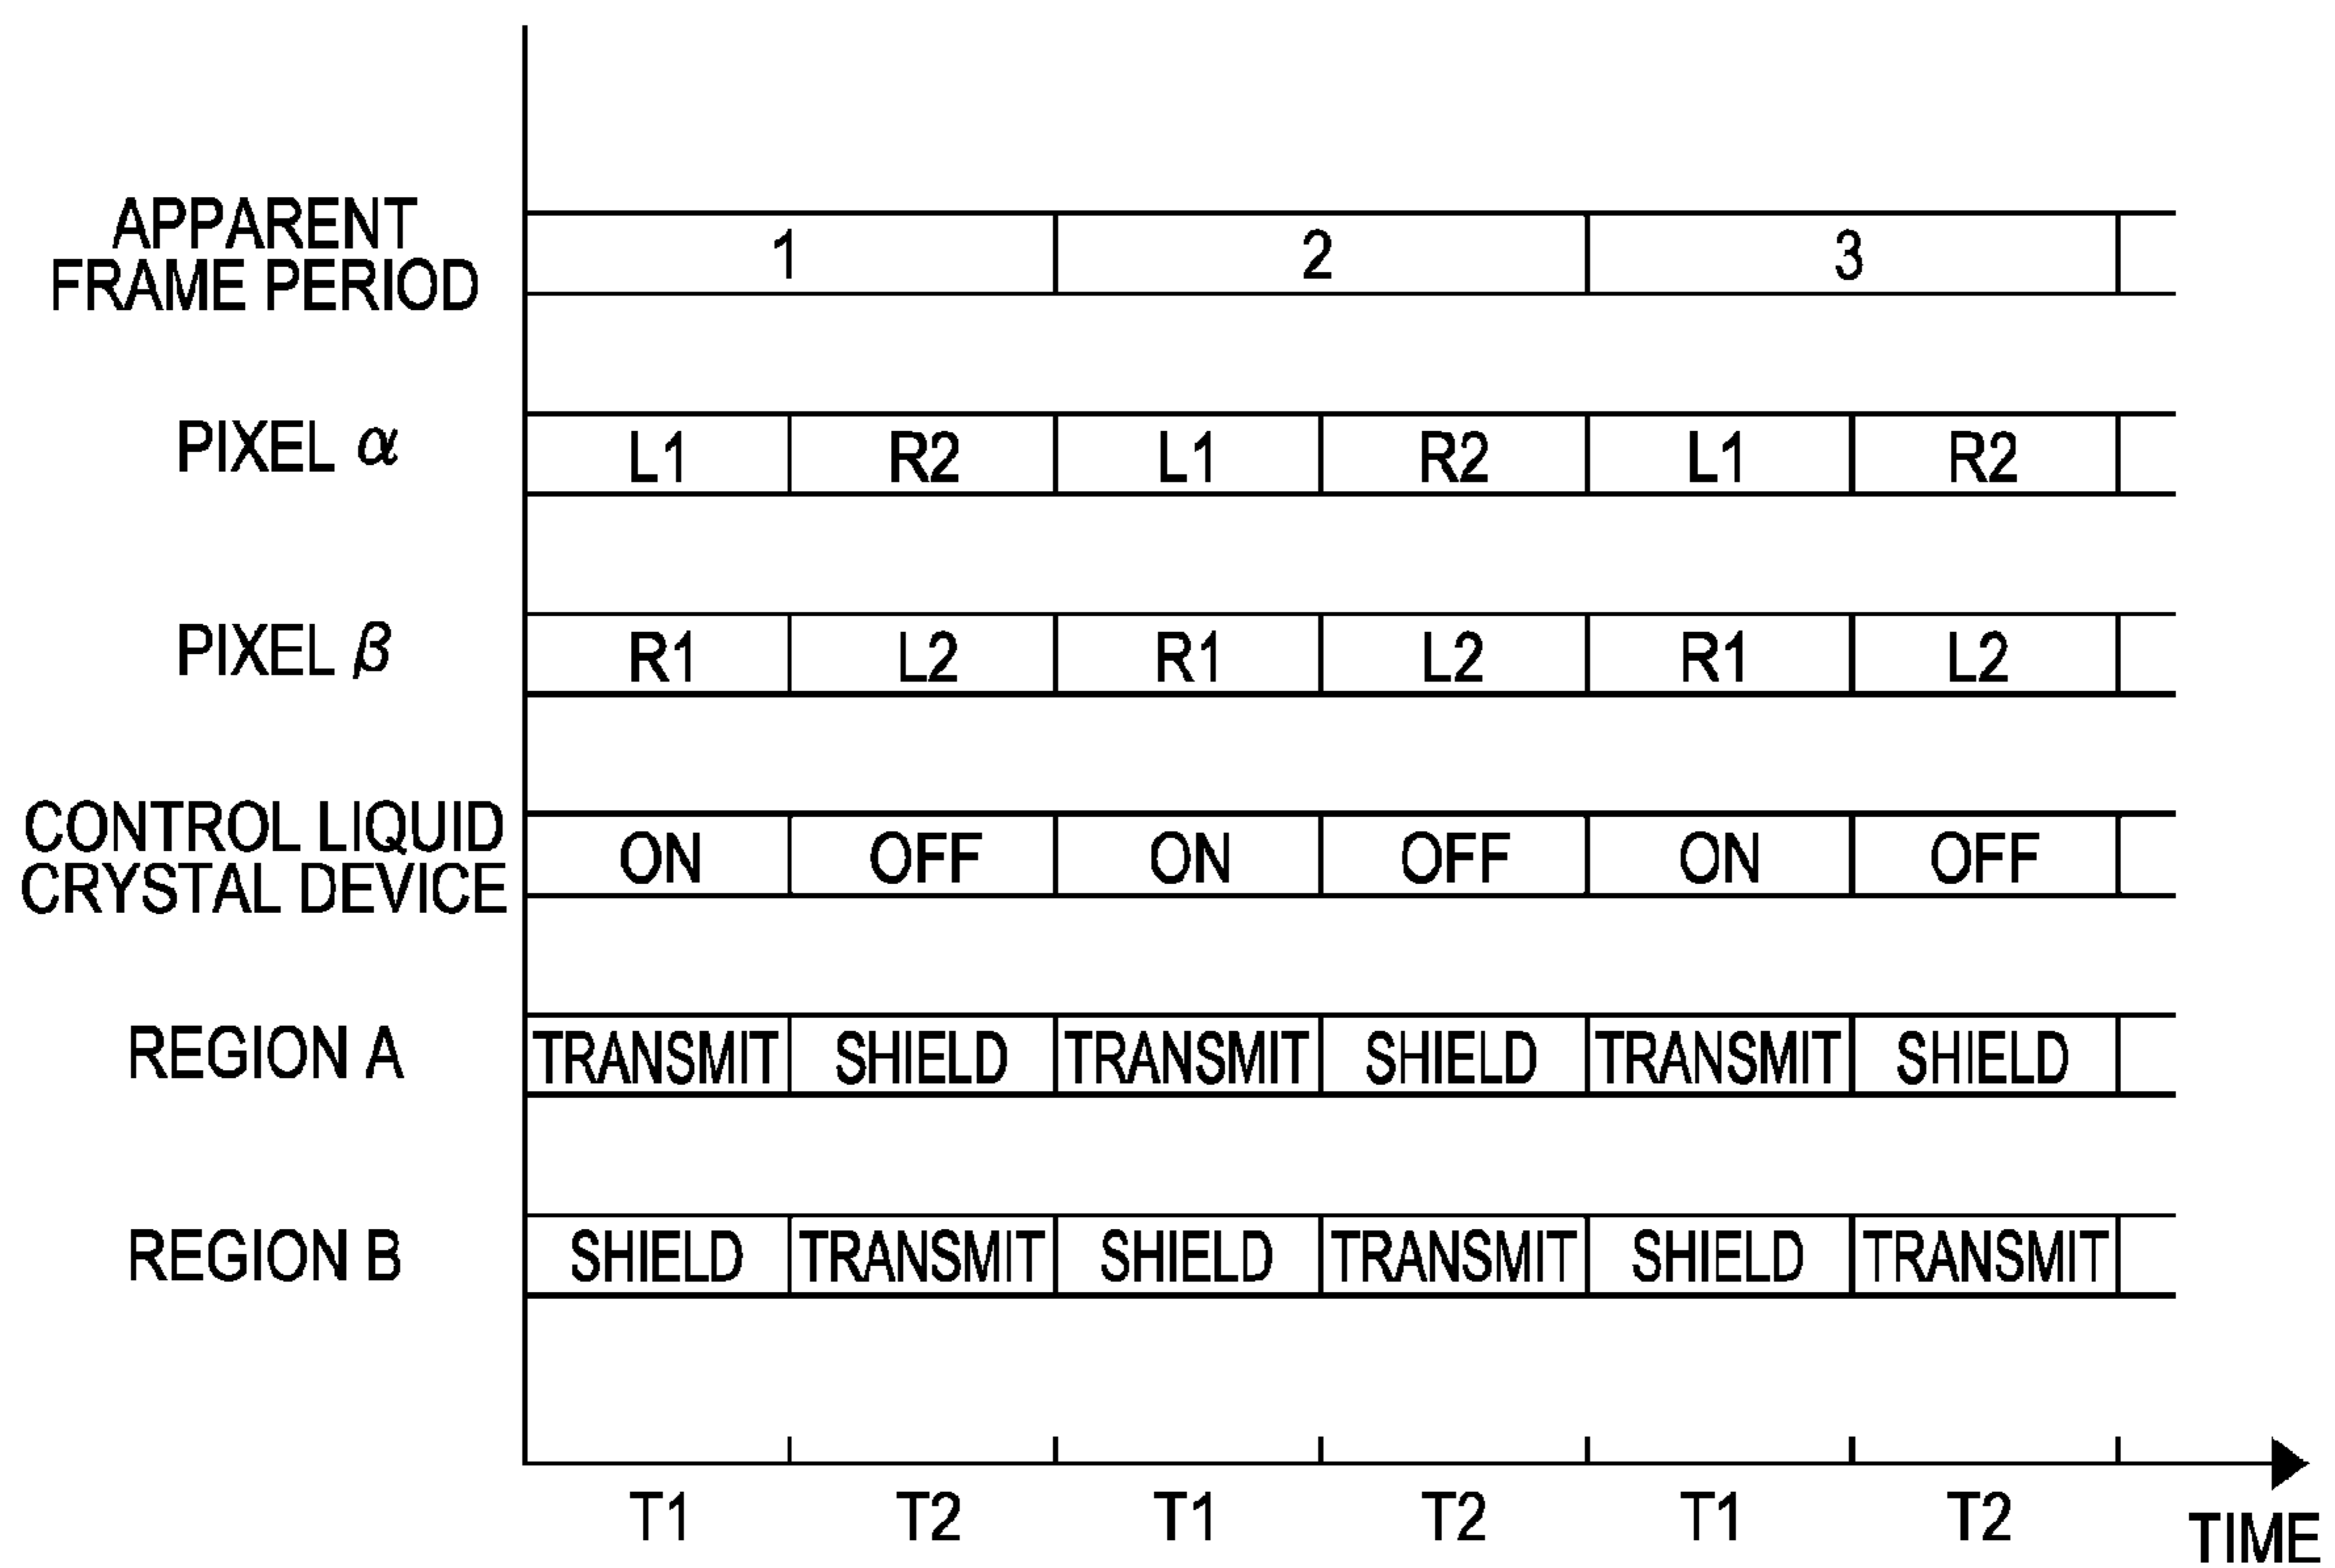 APPARENT
FRAME PERIOD 1 2 3
PIXEL α L1 R2 L1 R2 L1 R2
PIXEL β R1 L2 R1 L2 R1 L2
CONTROL LIQUID
CRYSTAL DEVICE ON OFF ON OFF ON OFF
REGION A TRANSMIT SHIELD TRANSMIT SHIELD TRANSMIT SHIELD
REGION B SHIELD TRANSMIT SHIELD TRANSMIT SHIELD TRANSMIT
T1 T2 T1 T2 T1 T2
TIME